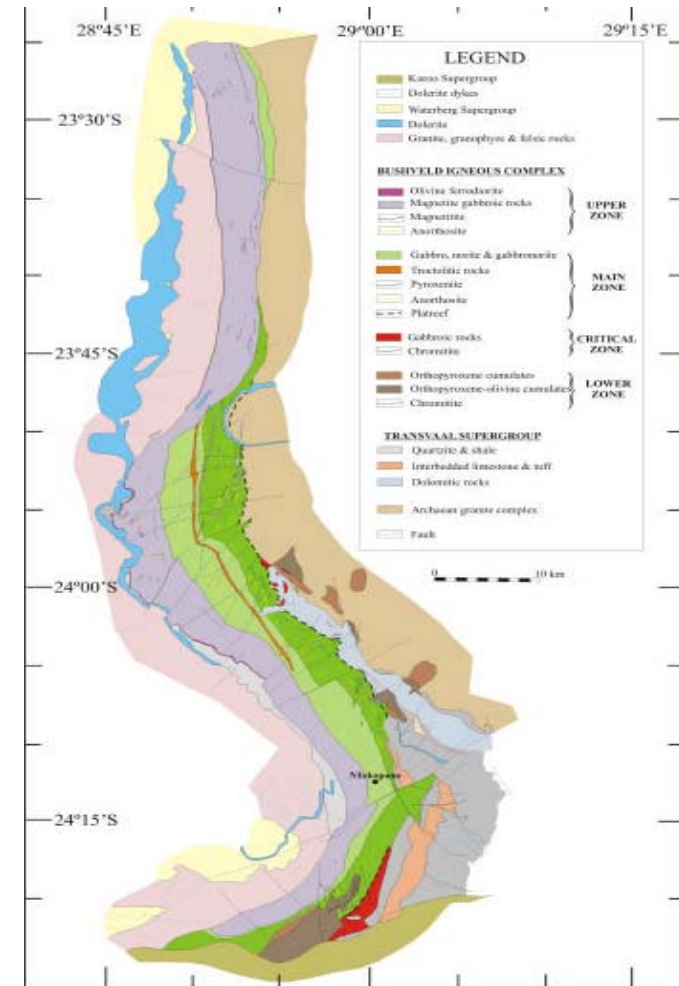 28°45'E
29°00'E
29°15'E
23°30'S
23°45'S
24°00'S
24°15'S
LEGEND
Karoo Supergroup
Dolerite dykes
Waterberg Supergroup
Dolerite
Granite, granophyre & felsic rocks
BUSHVELD IGNEOUS COMPLEX
Olivine ferrodiorite
Magnetite gabbroic rocks
Magnetitite
Anorthosite
UPPER
ZONE
Gabbro, norite & gabbronorite
Troctolitic rocks
Pyroxenite
Anorthosite
Platreef
MAIN
ZONE
Gabbroic rocks
Chromitite
CRITICAL
ZONE
Orthopyroxene cumulates
Orthopyroxene-olivine cumulates
Chromitite
LOWER
ZONE
TRANSVAAL SUPERGROUP
Quartzite & shale
Interbedded limestone & tuff
Dolomitic rocks
Archaean granite complex
Fault
0 10 km